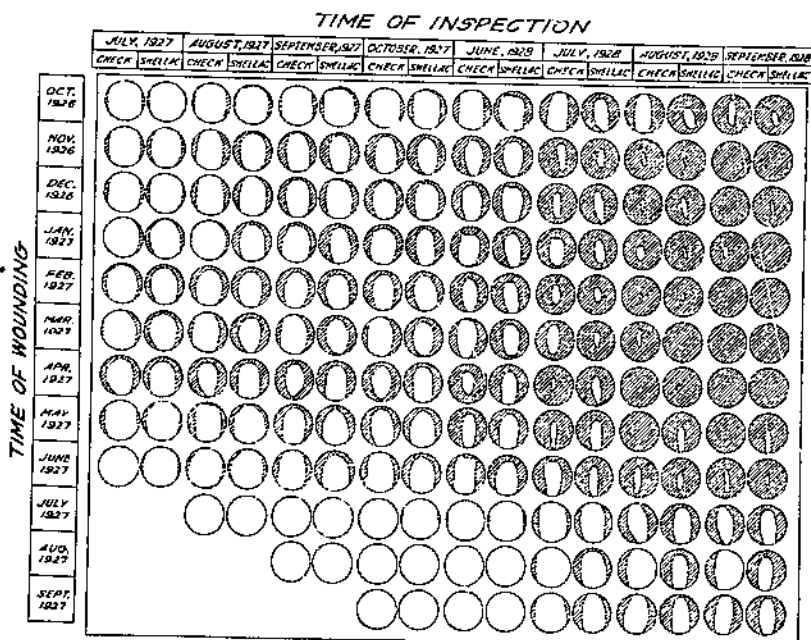 TIME OF INSPECTION
JULY, 1927 AUGUST, 1927 SEPTEMBER, 1927 OCTOBER, 1927 JUNE, 1928 JULY, 1928 AUGUST, 1928 SEPTEMBER, 1928
CHECK SHELLAC CHECK SHELLAC CHECK SHELLAC CHECK SHELLAC CHECK SHELLAC CHECK SHELLAC CHECK SHELLAC CHECK SHELLAC
TIME OF WOUNDING
OCT.
1926
NOV.
1926
DEC.
1926
JAN.
1927
FEB.
1927
MAR.
1927
APR.
1927
MAY
1927
JUNE
1927
JULY
1927
AUG.
1927
SEPT.
1927